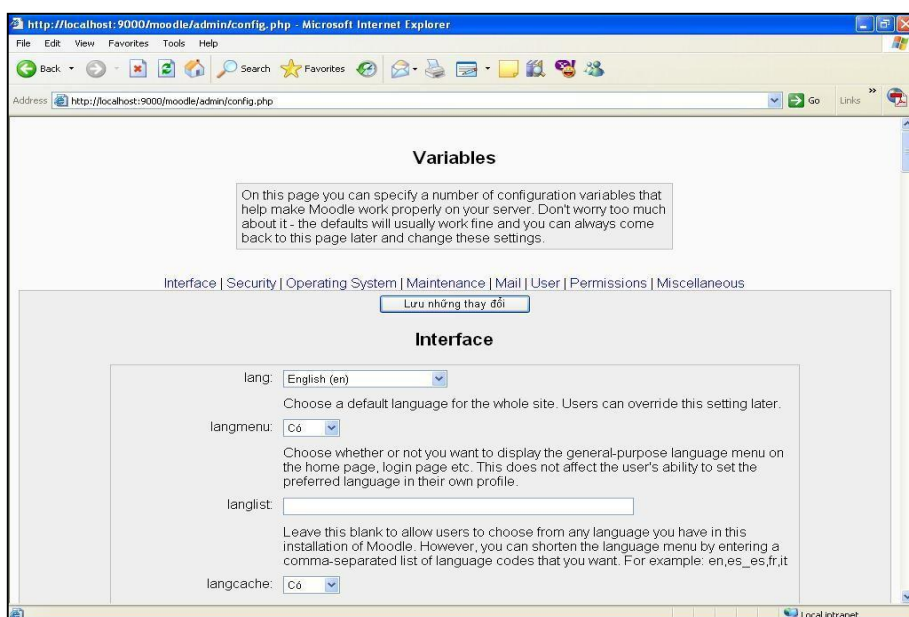 http://localhost:9000/moodle/admin/config.php - Microsoft Internet Explorer
File Edit View Favorites Tools Help
Back Search Favorites
Address http://localhost:9000/moodle/admin/config.php Go Links »
Variables
On this page you can specify a number of configuration variables that
help make Moodle work properly on your server. Don't worry too much
about it - the defaults will usually work fine and you can always come
back to this page later and change these settings.
Interface | Security | Operating System | Maintenance | Mail | User | Permissions | Miscellaneous
Lưu những thay đổi
Interface
lang: English (en)
Choose a default language for the whole site. Users can override this setting later.
langmenu: Có
Choose whether or not you want to display the general-purpose language menu on
the home page, login page etc. This does not affect the user's ability to set the
preferred language in their own profile.
langlist:
Leave this blank to allow users to choose from any language you have in this
installation of Moodle. However, you can shorten the language menu by entering a
comma-separated list of language codes that you want. For example: en,es_es,fr,it
langcache: Có
Local intranet